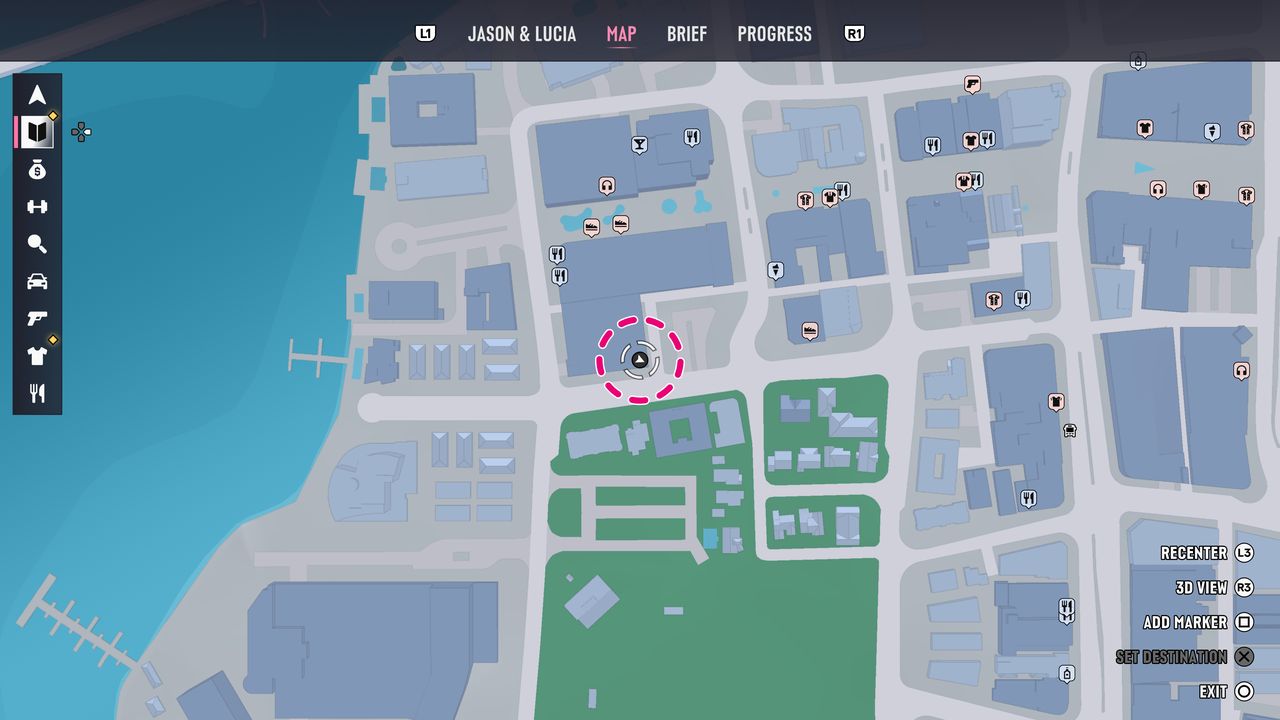 L1 JASON & LUCIA MAP BRIEF PROGRESS R1
$
RECENTER L3
3D VIEW R3
ADD MARKER
SET DESTINATION
EXIT